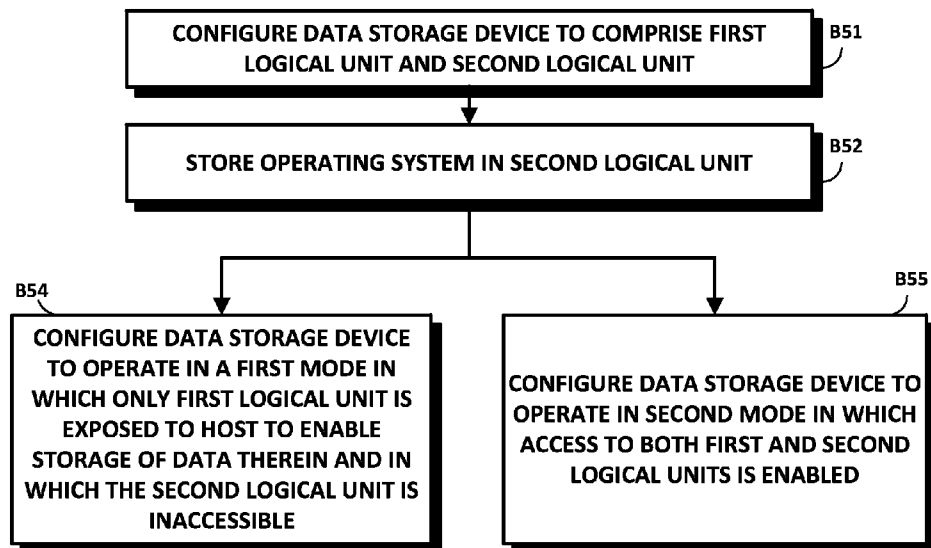 CONFIGURE DATA STORAGE DEVICE TO COMPRISE FIRST
LOGICAL UNIT AND SECOND LOGICAL UNIT
B51
STORE OPERATING SYSTEM IN SECOND LOGICAL UNIT
B52
B54
CONFIGURE DATA STORAGE DEVICE
TO OPERATE IN A FIRST MODE IN
WHICH ONLY FIRST LOGICAL UNIT IS
EXPOSED TO HOST TO ENABLE
STORAGE OF DATA THEREIN AND IN
WHICH THE SECOND LOGICAL UNIT IS
INACCESSIBLE
B55
CONFIGURE DATA STORAGE DEVICE TO
OPERATE IN SECOND MODE IN WHICH
ACCESS TO BOTH FIRST AND SECOND
LOGICAL UNITS IS ENABLED